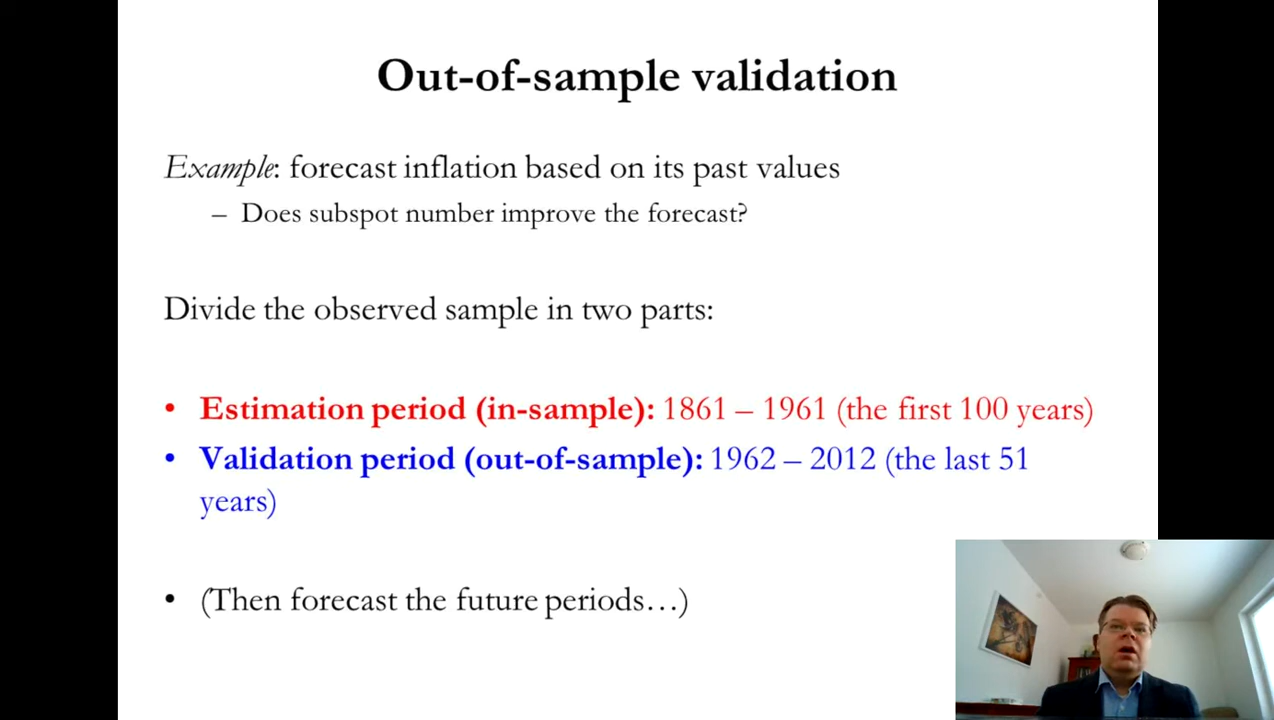 Out-of-sample validation
Example: forecast inflation based on its past values
– Does subspot number improve the forecast?
Divide the observed sample in two parts:
• Estimation period (in-sample): 1861 – 1961 (the first 100 years)
• Validation period (out-of-sample): 1962 – 2012 (the last 51
years)
• (Then forecast the future periods…)